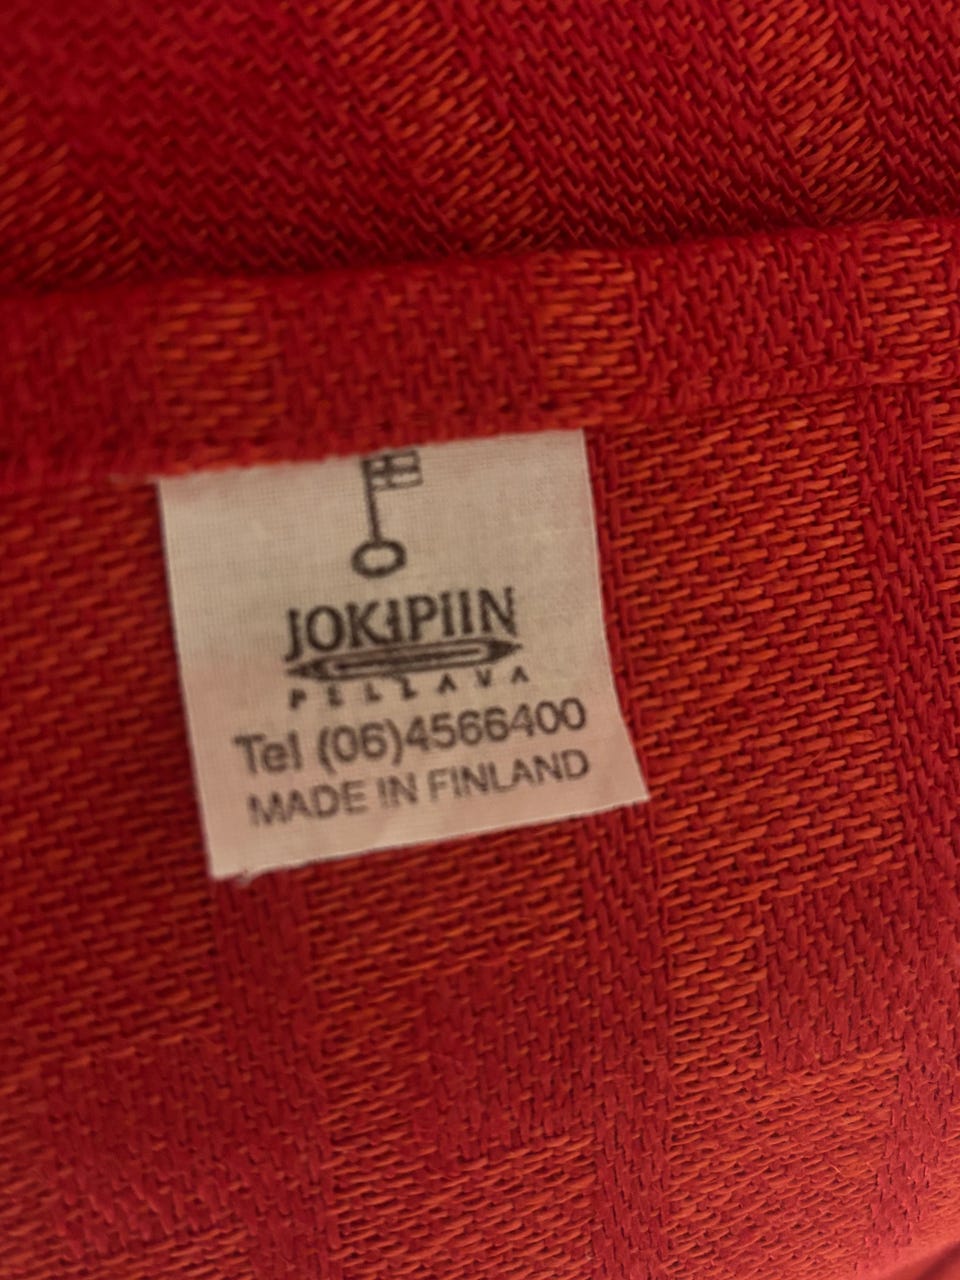 JOKIPIIN
PELLAVA
Tel (06)4566400
MADE IN FINLAND